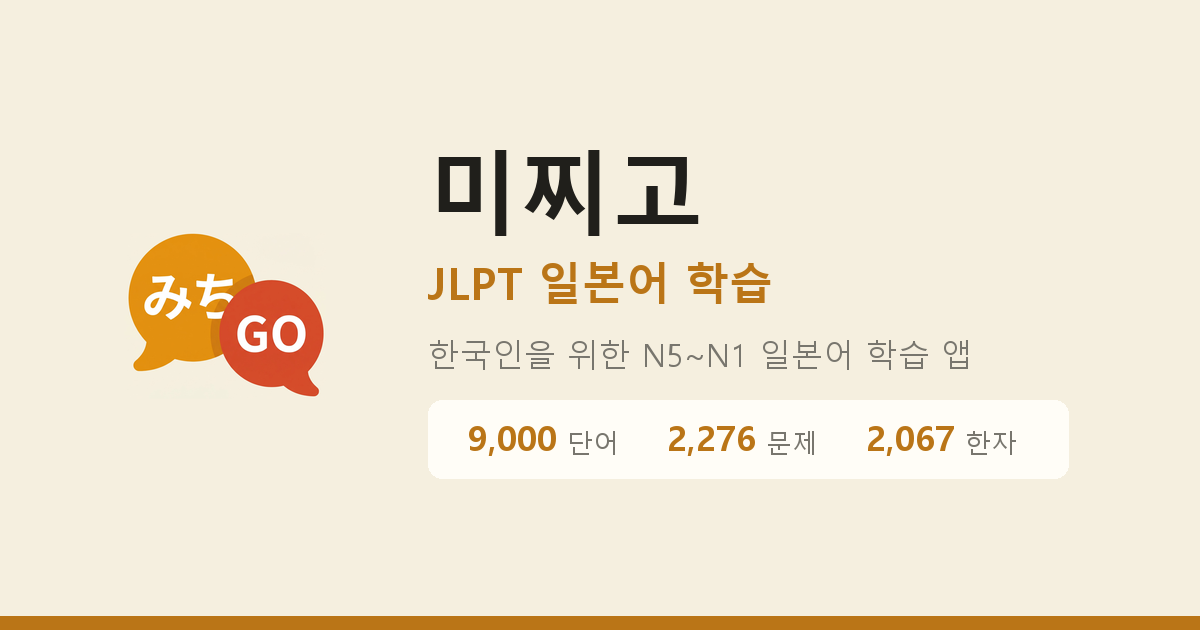 みち
GO
미찌고
JLPT 일본어 학습
한국인을 위한 N5~N1 일본어 학습 앱
9,000 단어 2,276 문제 2,067 한자